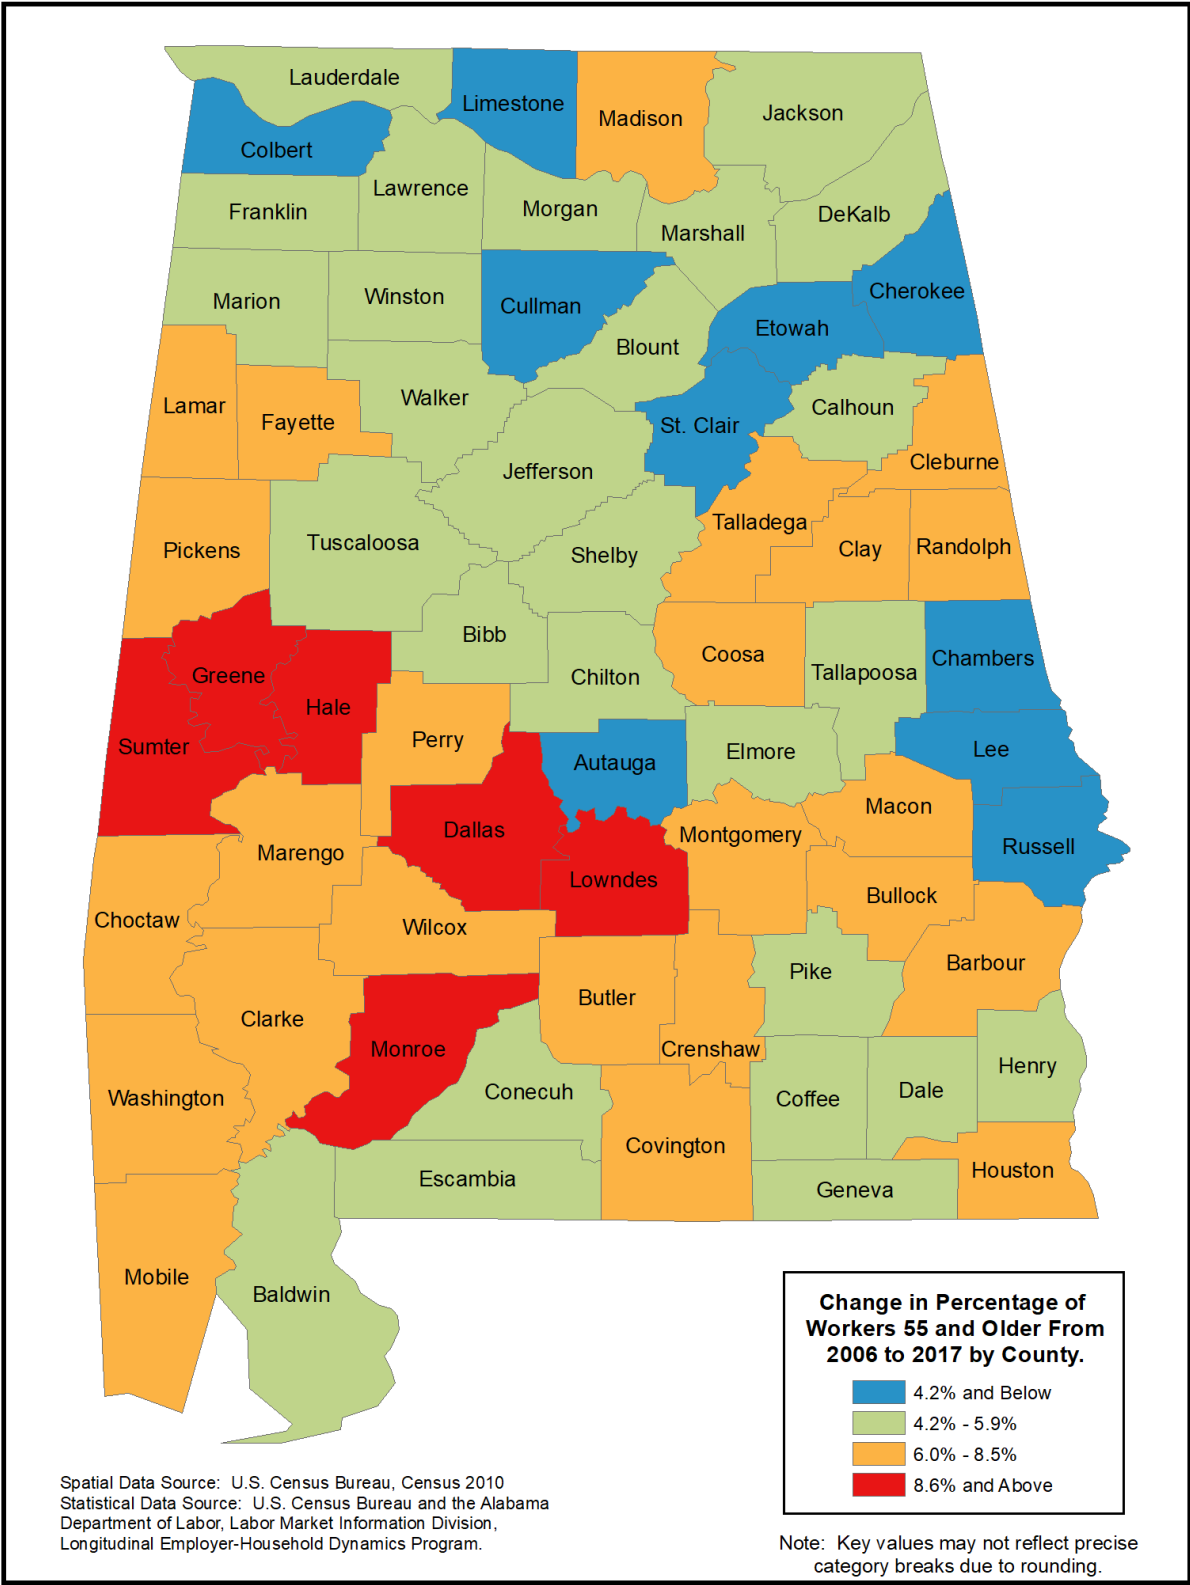 Lauderdale
Limestone
Madison
Jackson
Colbert
Lawrence
Franklin
Morgan
DeKalb
Marshall
Cherokee
Marion
Winston
Cullman
Etowah
Blount
Walker
Lamar
Fayette
St. Clair
Calhoun
Cleburne
Jefferson
Talladega
Tuscaloosa
Pickens
Shelby
Clay
Randolph
Bibb
Coosa
Chambers
Tallapoosa
Greene
Chilton
Hale
Sumter
Perry
Elmore
Lee
Autauga
Macon
Dallas
Montgomery
Russell
Marengo
Lowndes
Bullock
Choctaw
Wilcox
Barbour
Pike
Butler
Clarke
Monroe
Crenshaw
Henry
Conecuh
Dale
Washington
Coffee
Covington
Houston
Escambia
Geneva
Mobile
Baldwin
Change in Percentage of
Workers 55 and Older From
2006 to 2017 by County.
4.2% and Below
4.2% - 5.9%
6.0% - 8.5%
8.6% and Above
Spatial Data Source:  U.S. Census Bureau, Census 2010
Statistical Data Source:  U.S. Census Bureau and the Alabama
Department of Labor, Labor Market Information Division,
Longitudinal Employer-Household Dynamics Program.
Note:  Key values may not reflect precise
category breaks due to rounding.